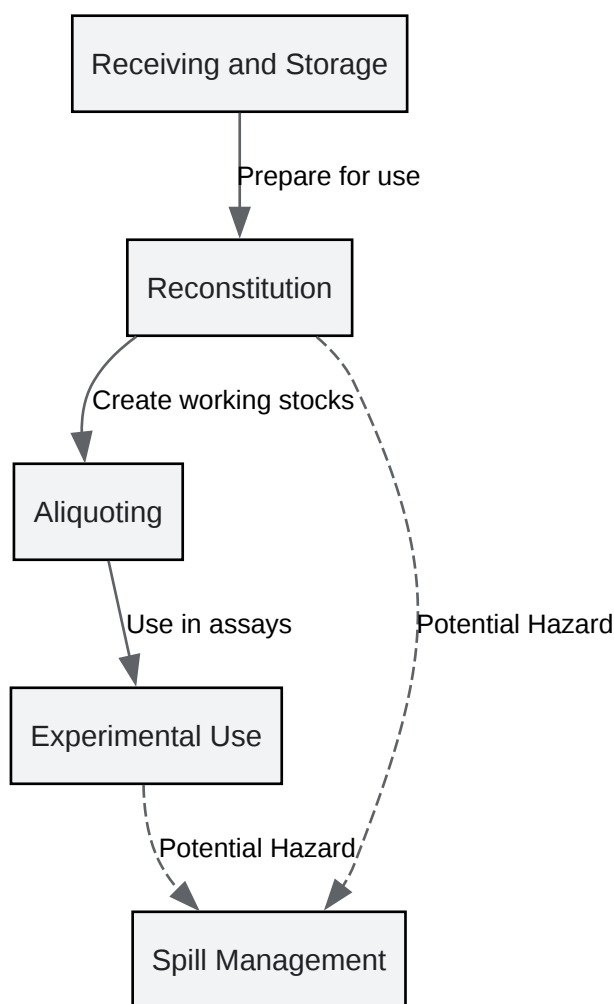 Receiving and Storage
Prepare for use
Reconstitution
Create working stocks
Aliquoting
Use in assays
Potential Hazard
Experimental Use
Potential Hazard
Spill Management